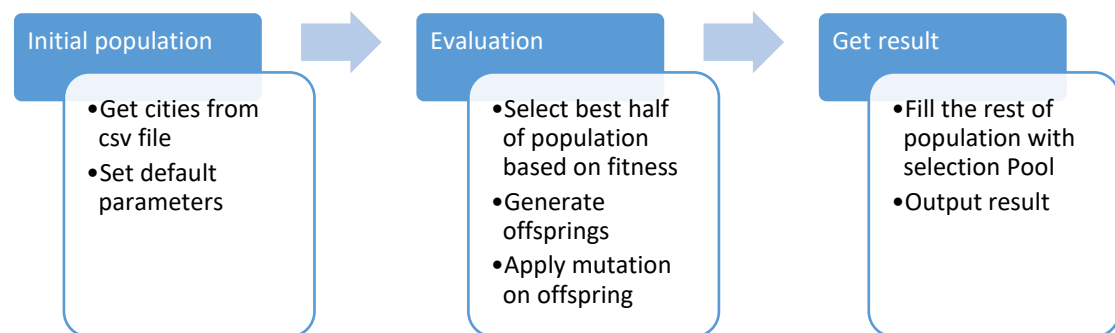 Initial population
•Get cities from
csv file
•Set default
parameters
Evaluation
•Select best half
of population
based on fitness
•Generate
offsprings
•Apply mutation
on offspring
Get result
•Fill the rest of
population with
selection Pool
•Output result